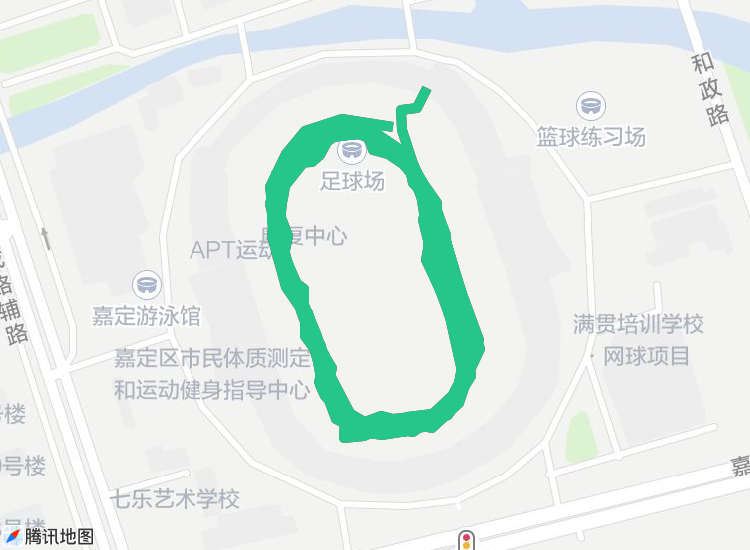 和政路
篮球练习场
足球场
康复中心
APT运动
嘉定游泳馆
辅路
满贯培训学校
· 网球项目
嘉定区市民体质测定
和运动健身指导中心
号楼
号楼
七乐艺术学校
嘉
号楼
腾讯地图